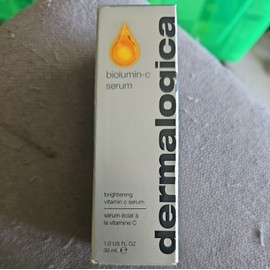 biolumin-c
serum
dermalogica
brightening
vitamin c serum
sérum éclat à
la vitamine C
1.0 US FL OZ
30 mL ℮